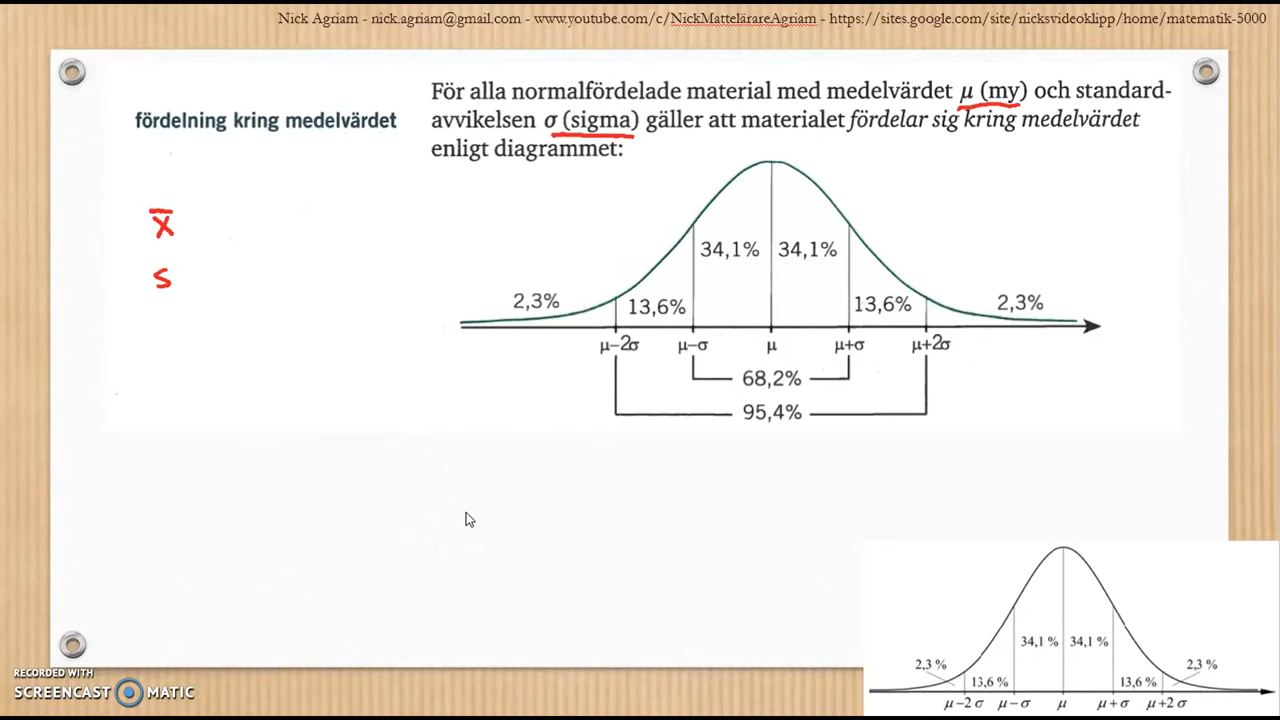 Nick Agriam - nick.agriam@gmail.com - www.youtube.com/c/NickMattelärareAgriam - https://sites.google.com/site/nicksvideoklipp/home/matematik-5000
För alla normalfördelade material med medelvärdet μ (my) och standard-
fördelning kring medelvärdet
avvikelsen σ (sigma) gäller att materialet fördelar sig kring medelvärdet
enligt diagrammet:
x̄
s
34,1% 34,1%
2,3% 13,6% 13,6% 2,3%
μ−2σ μ−σ μ μ+σ μ+2σ
68,2%
95,4%
34,1 % 34,1 %
2,3 % 2,3 %
13,6 % 13,6 %
μ−2 σ μ−σ μ μ+σ μ+2 σ
RECORDED WITH
SCREENCAST MATIC